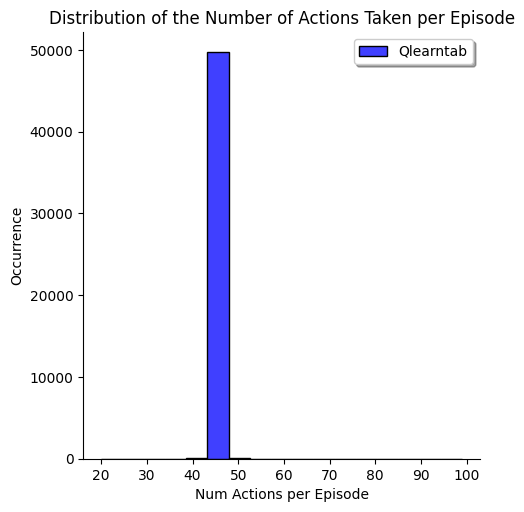 Distribution of the Number of Actions Taken per Episode
Qlearntab
50000
40000
30000
20000
10000
0
Occurrence
20 30 40 50 60 70 80 90 100
Num Actions per Episode